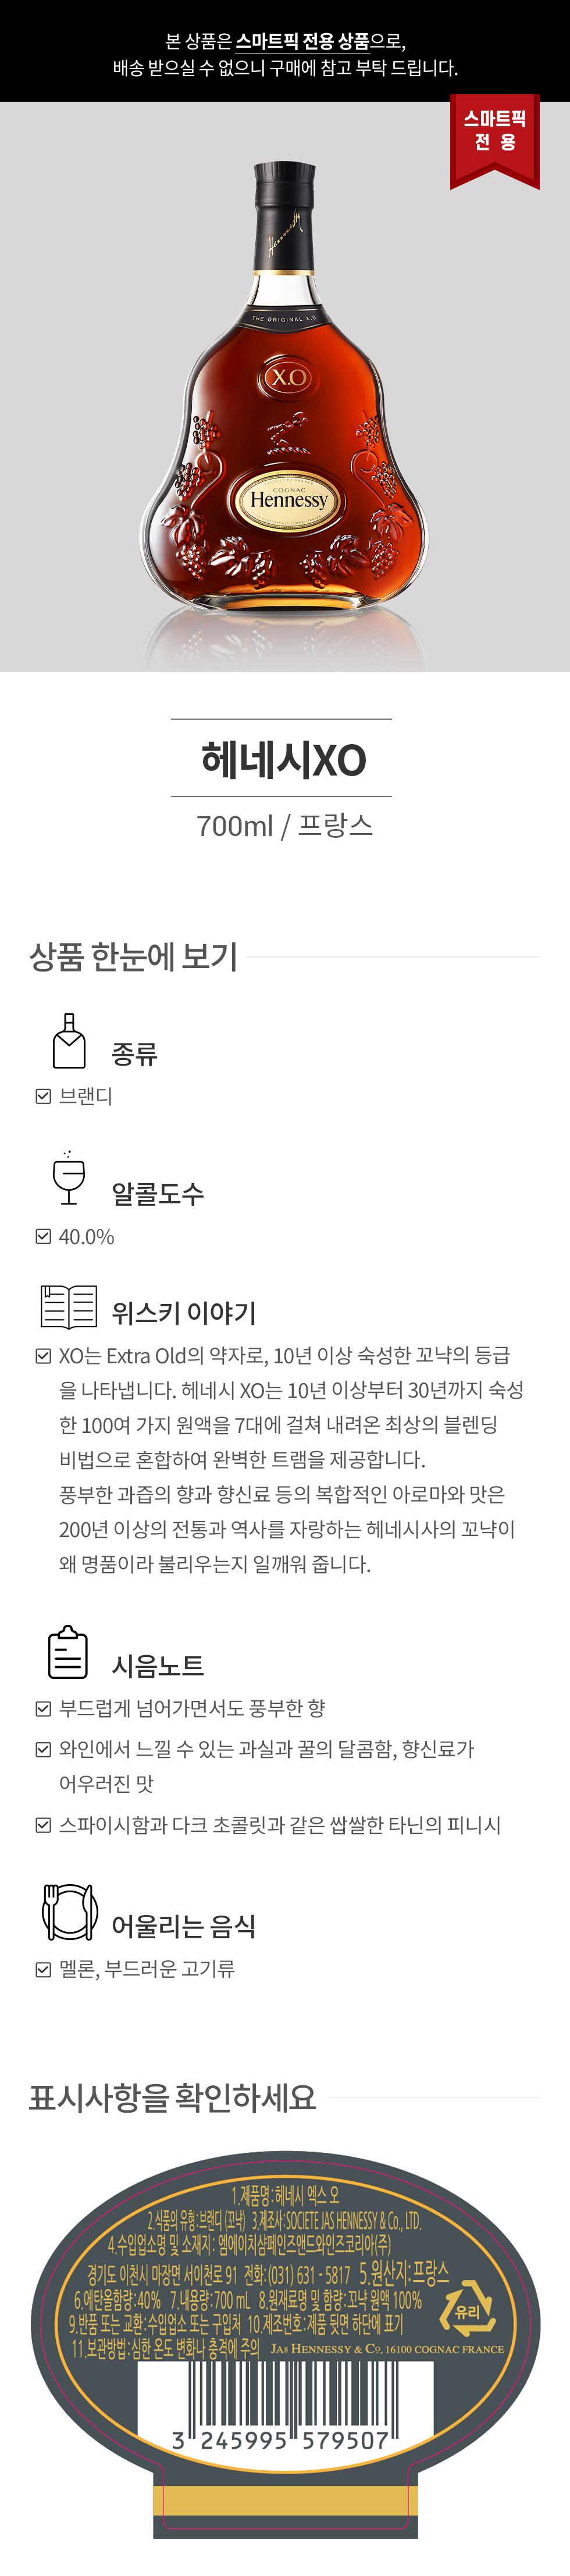 본 상품은 스마트픽 전용 상품으로,
배송 받으실 수 없으니 구매에 참고 부탁 드립니다.
스마트픽
전 용
Hennessy
THE ORIGINAL X.O
X.O
COGNAC
Hennessy
헤네시XO
700ml / 프랑스
상품 한눈에 보기
종류
브랜디
알콜도수
40.0%
위스키 이야기
XO는 Extra Old의 약자로, 10년 이상 숙성한 꼬냑의 등급
을 나타냅니다. 헤네시 XO는 10년 이상부터 30년까지 숙성
한 100여 가지 원액을 7대에 걸쳐 내려온 최상의 블렌딩
비법으로 혼합하여 완벽한 트램을 제공합니다.
풍부한 과즙의 향과 향신료 등의 복합적인 아로마와 맛은
200년 이상의 전통과 역사를 자랑하는 헤네시사의 꼬냑이
왜 명품이라 불리우는지 일깨워 줍니다.
시음노트
부드럽게 넘어가면서도 풍부한 향
와인에서 느낄 수 있는 과실과 꿀의 달콤함, 향신료가
어우러진 맛
스파이시함과 다크 초콜릿과 같은 쌉쌀한 타닌의 피니시
어울리는 음식
멜론, 부드러운 고기류
표시사항을 확인하세요
1.제품명:헤네시 엑스 오
2.식품의 유형:브랜디 (꼬냑) 3.제조사:SOCIETE JAS HENNESSY & Co., LTD.
4.수입업소명 및 소재지: 엠에이치샴페인즈앤드와인즈코리아(주)
경기도 이천시 마장면 서이천로 91 전화:(031) 631 - 5817 5.원산지:프랑스
6.에탄올함량:40% 7.내용량:700 mL 8.원재료명 및 함량:꼬냑 원액 100%
9.반품 또는 교환:수입업소 또는 구입처 10.제조번호:제품 뒷면 하단에 표기
11.보관방법:심한 온도 변화나 충격에 주의 JAS HENNESSY & Cº, 16100 COGNAC FRANCE
유리
3 245995 579507